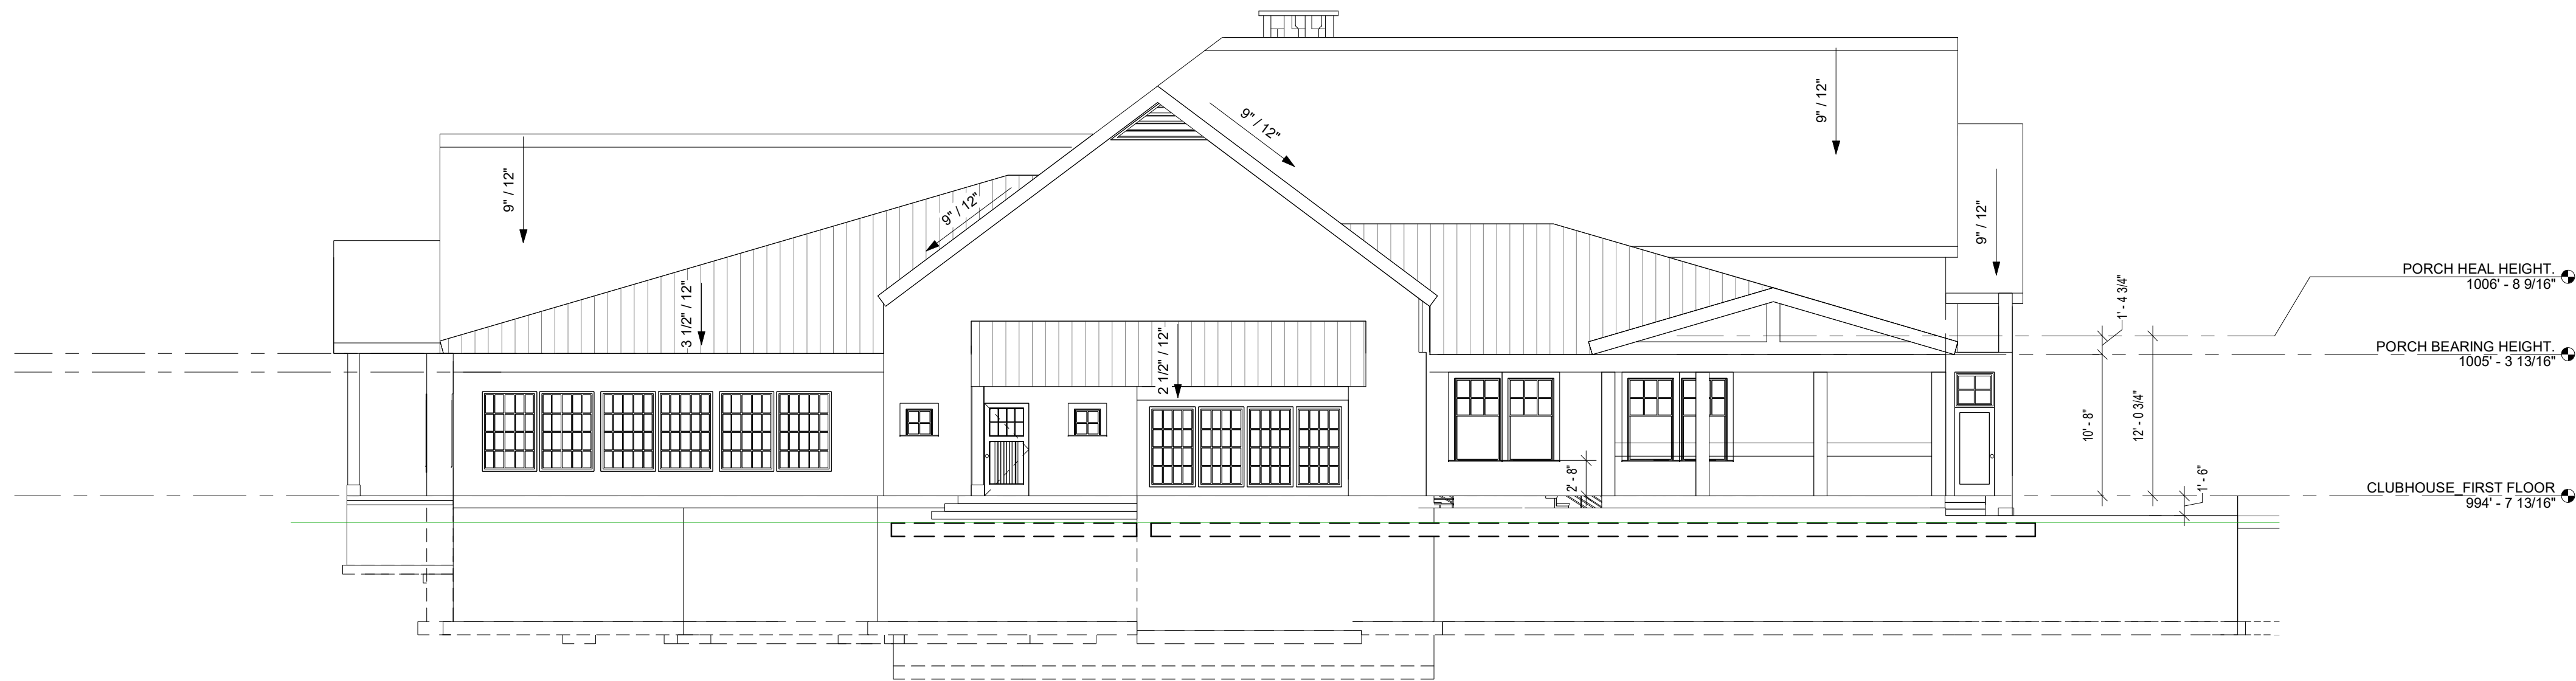 9" / 12"
9" / 12"
9" / 12"
9" / 12"
9" / 12"
3 1/2" / 12"
2 1/2" / 12"
PORCH HEAL HEIGHT.
1006' - 8 9/16"
1' - 4 3/4"
PORCH BEARING HEIGHT.
1005' - 3 13/16"
10' - 8"
12' - 0 3/4"
2' - 8"
1' - 6"
CLUBHOUSE_FIRST FLOOR
994' - 7 13/16"